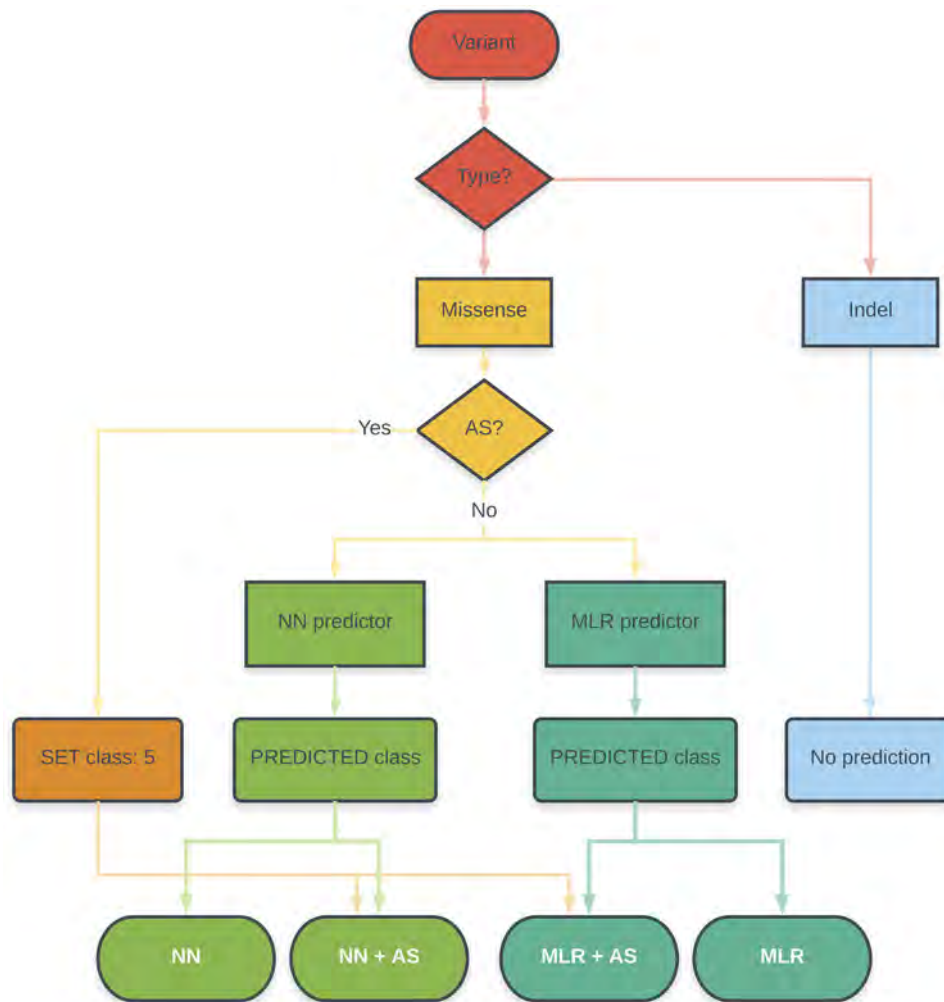 Variant
Type?
Missense
Indel
Yes
AS?
No
NN predictor
MLR predictor
SET class: 5
PREDICTED class
PREDICTED class
No prediction
NN
NN + AS
MLR + AS
MLR